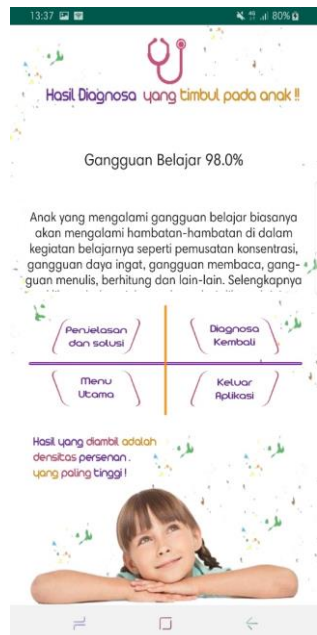 13:37
80%
Hasil Diagnosa yang timbul pada anak !!
Gangguan Belajar 98.0%
Anak yang mengalami gangguan belajar biasanya
akan mengalami hambatan-hambatan di dalam
kegiatan belajarnya seperti pemusatan konsentrasi,
gangguan daya ingat, gangguan membaca, gang-
guan menulis, berhitung dan lain-lain. Selengkapnya
Penjelasan
dan solusi
Diagnosa
Kembali
Menu
Utama
Keluar
Aplikasi
Hasil yang diambil adalah
densitas persenan .
yang paling tinggi !